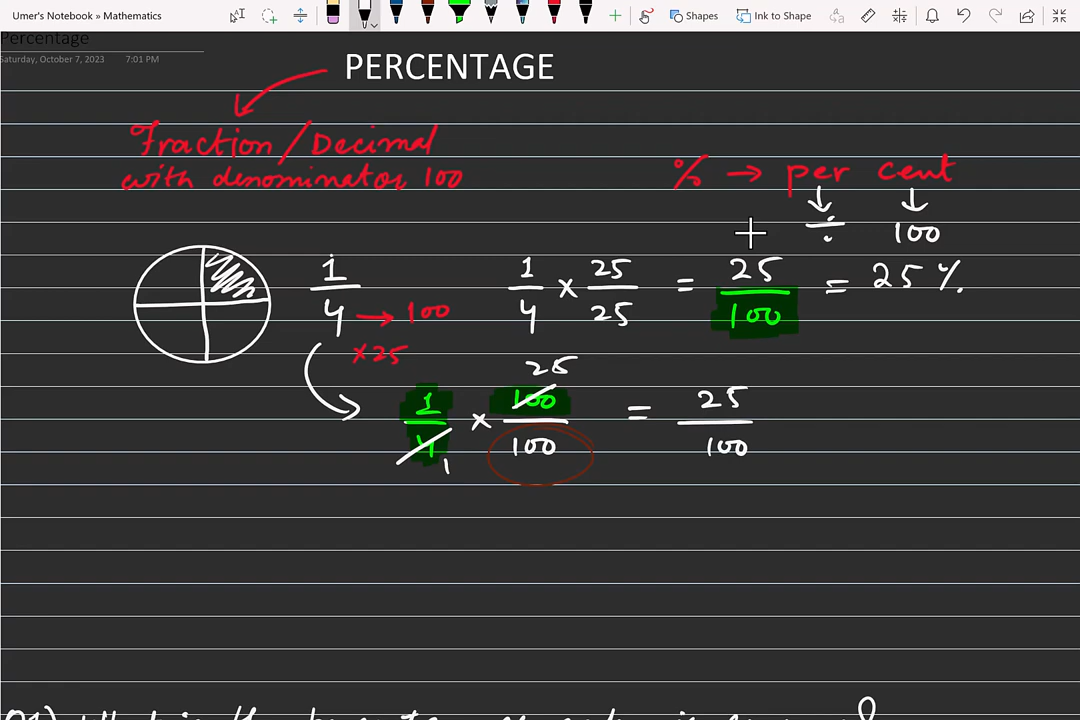 Umer's Notebook » Mathematics
Shapes
Ink to Shape
Percentage
Saturday, October 7, 2023 7:01 PM
PERCENTAGE
Fraction / Decimal
with denominator 100
% → per cent
↓ ↓
÷ 100
1/4 → 100
×25
1/4 × 25/25 = 25/100 = 25%
25
1/4 × 100/100 = 25/100
1